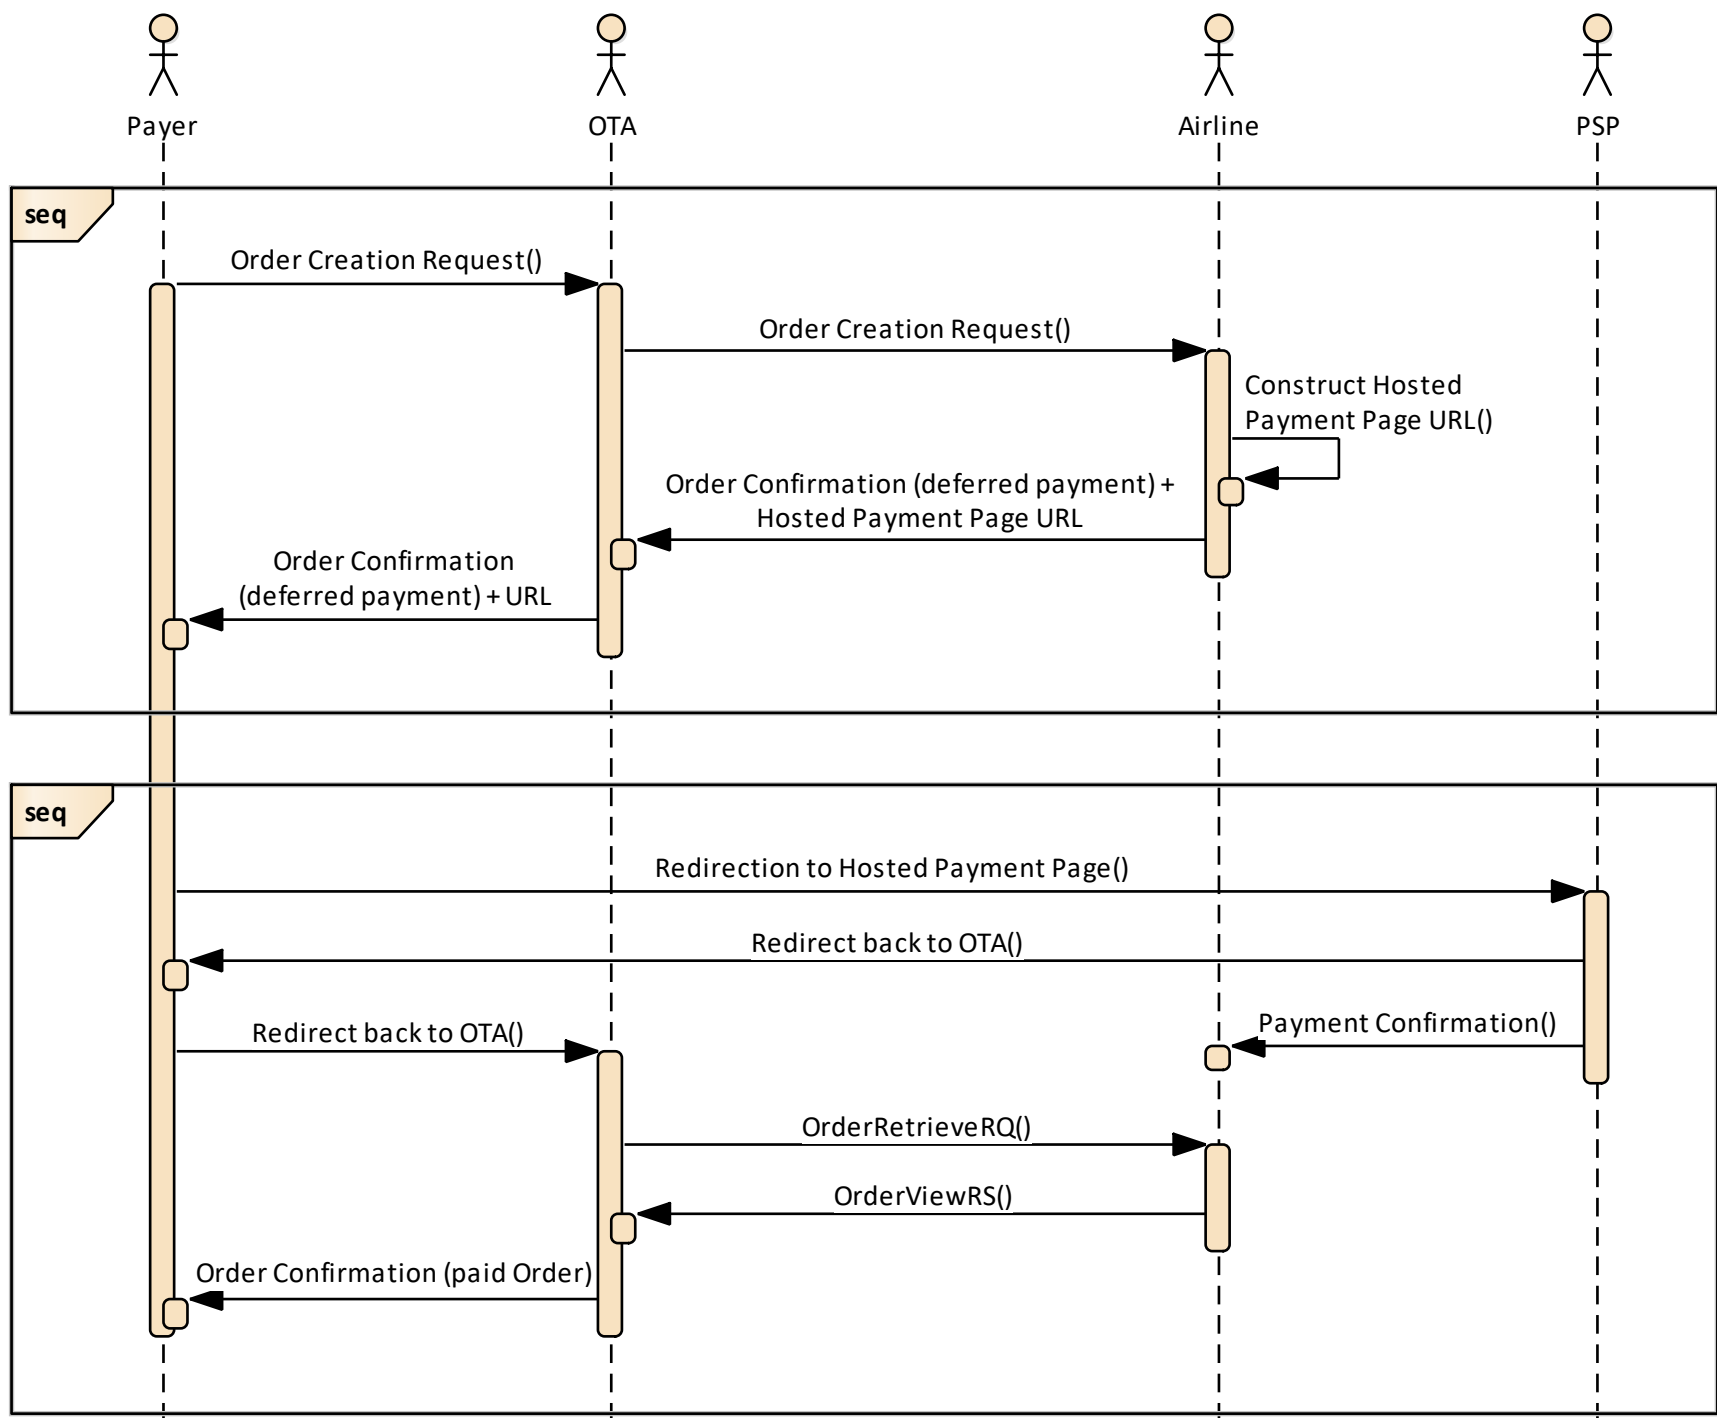 Payer
OTA
Airline
PSP
seq
Order Creation Request()
Order Creation Request()
Construct Hosted
Payment Page URL()
Order Confirmation (deferred payment) +
Hosted Payment Page URL
Order Confirmation
(deferred payment) + URL
seq
Redirection to Hosted Payment Page()
Redirect back to OTA()
Payment Confirmation()
Redirect back to OTA()
OrderRetrieveRQ()
OrderViewRS()
Order Confirmation (paid Order)